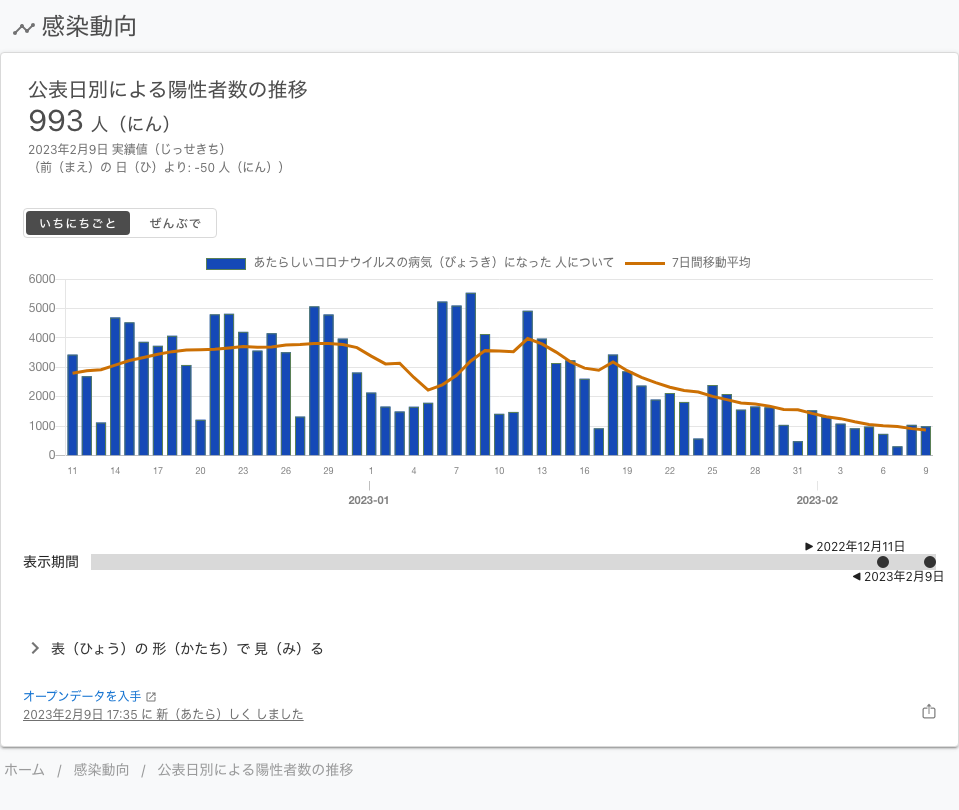 感染動向
公表日別による陽性者数の推移
993 人（にん）
2023年2月9日 実績値（じっせきち）
（前（まえ）の 日（ひ）より: -50 人（にん））
いちにちごと ぜんぶで
あたらしいコロナウイルスの病気（びょうき）になった 人について 7日間移動平均
6000
5000
4000
3000
2000
1000
0
11 14 17 20 23 26 29 1 4 7 10 13 16 19 22 25 28 31 3 6 9
2023-01 2023-02
▶ 2022年12月11日
表示期間
◀ 2023年2月9日
表（ひょう）の 形（かたち）で 見（み）る
オープンデータを入手
2023年2月9日 17:35 に 新（あたら）しく しました
ホーム / 感染動向 / 公表日別による陽性者数の推移